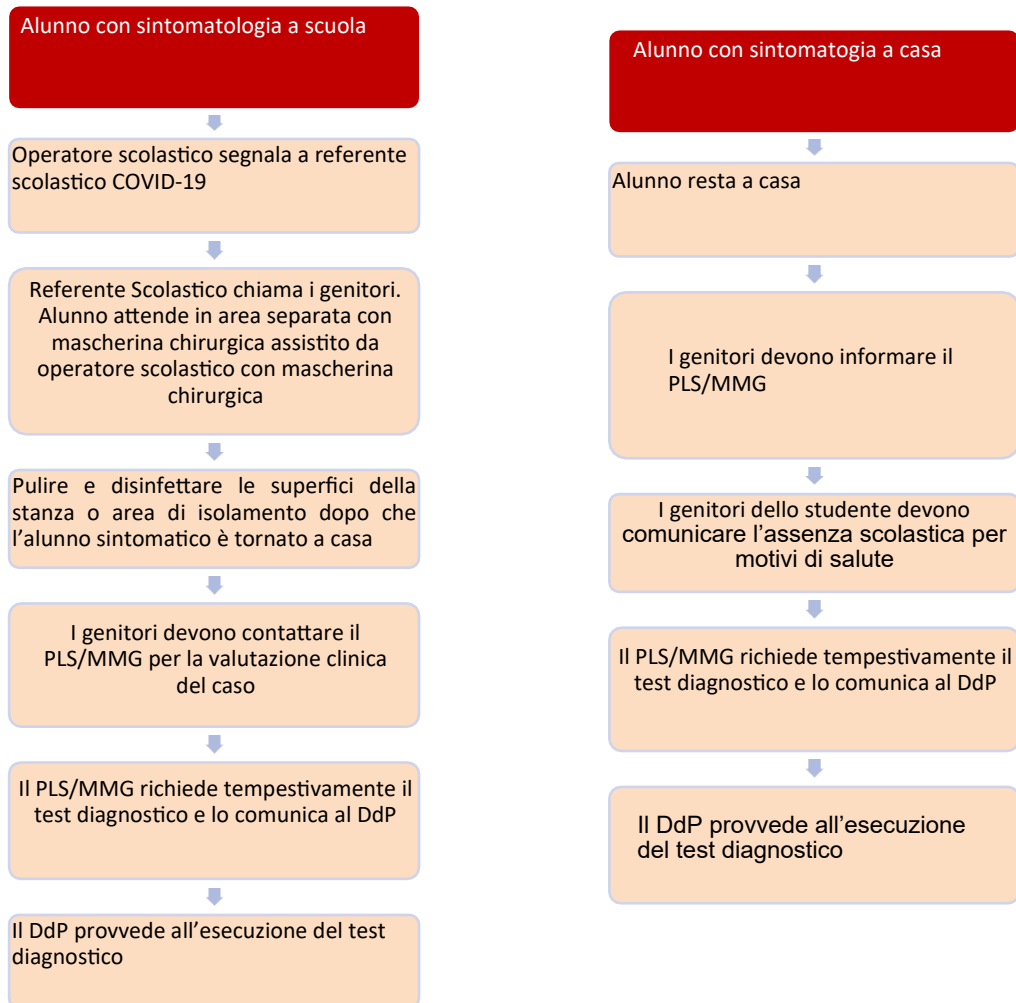 Alunno con sintomatologia a scuola
Operatore scolastico segnala a referente
scolastico COVID-19
Referente Scolastico chiama i genitori.
Alunno attende in area separata con
mascherina chirurgica assistito da
operatore scolastico con mascherina
chirurgica
Pulire e disinfettare le superfici della
stanza o area di isolamento dopo che
l’alunno sintomatico è tornato a casa
I genitori devono contattare il
PLS/MMG per la valutazione clinica
del caso
Il PLS/MMG richiede tempestivamente il
test diagnostico e lo comunica al DdP
Il DdP provvede all’esecuzione del test
diagnostico
Alunno con sintomatogia a casa
Alunno resta a casa
I genitori devono informare il
PLS/MMG
I genitori dello studente devono
comunicare l’assenza scolastica per
motivi di salute
Il PLS/MMG richiede tempestivamente il
test diagnostico e lo comunica al DdP
Il DdP provvede all’esecuzione
del test diagnostico